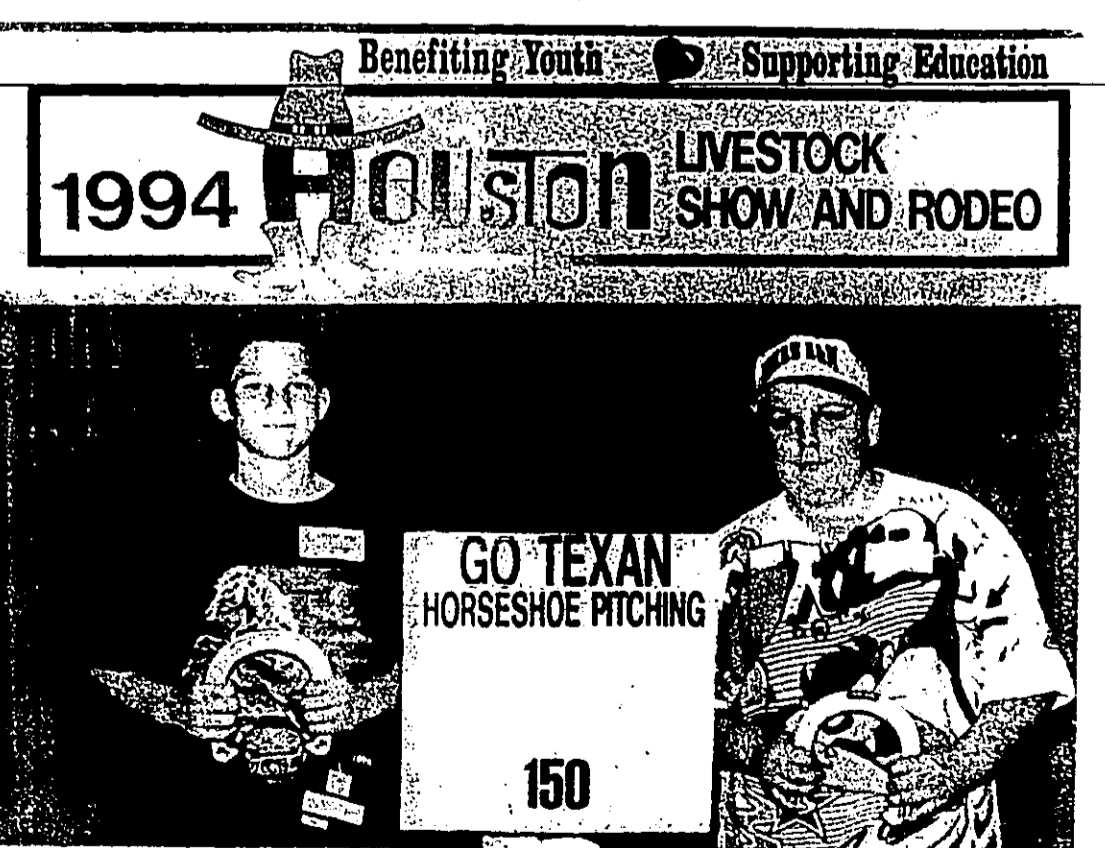 Benefiting Youth Supporting Education
1994 Houston LIVESTOCK
SHOW AND RODEO
GO TEXAN
HORSESHOE PITCHING
150